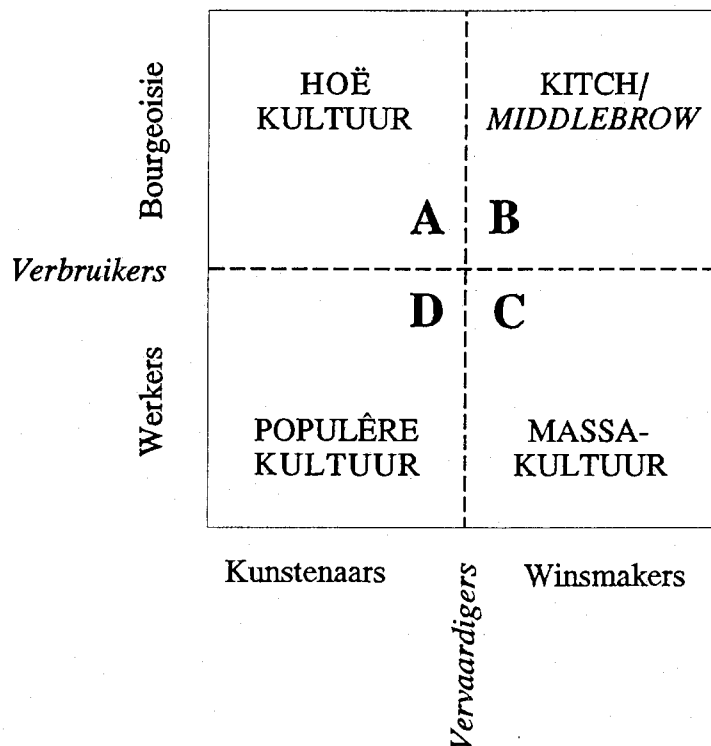 HOË
KULTUUR
KITCH/
MIDDLEBROW
Bourgeoisie
A
B
Verbruikers
D
C
Werkers
POPULÊRE
KULTUUR
MASSA-
KULTUUR
Kunstenaars
Vervaardigers
Winsmakers